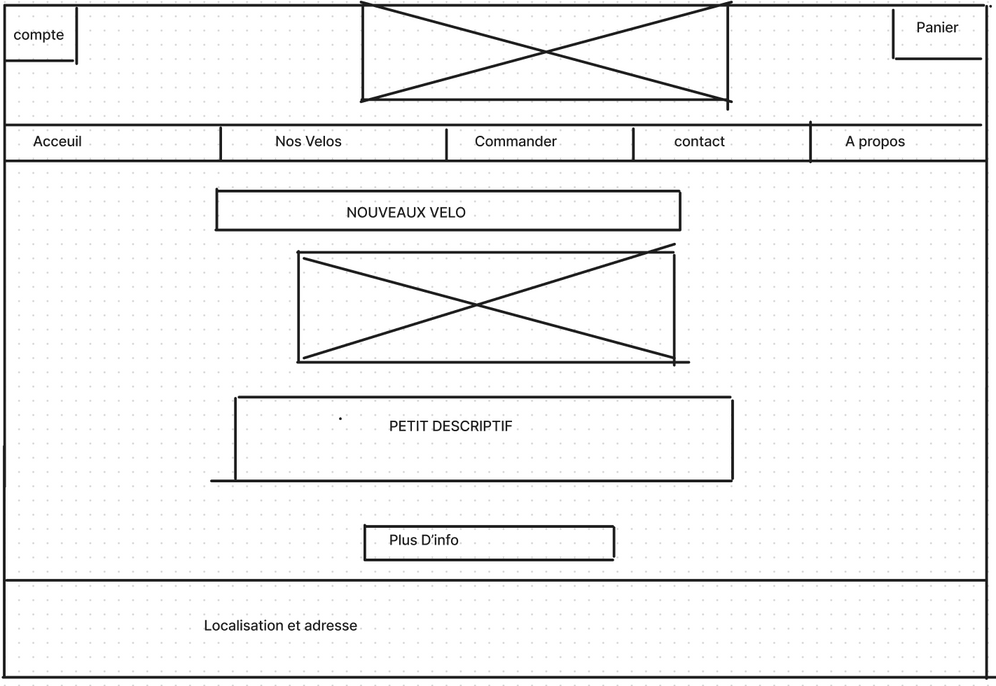 compte
Panier
Acceuil
Nos Velos
Commander
contact
A propos
NOUVEAUX VELO
PETIT DESCRIPTIF
Plus D'info
Localisation et adresse